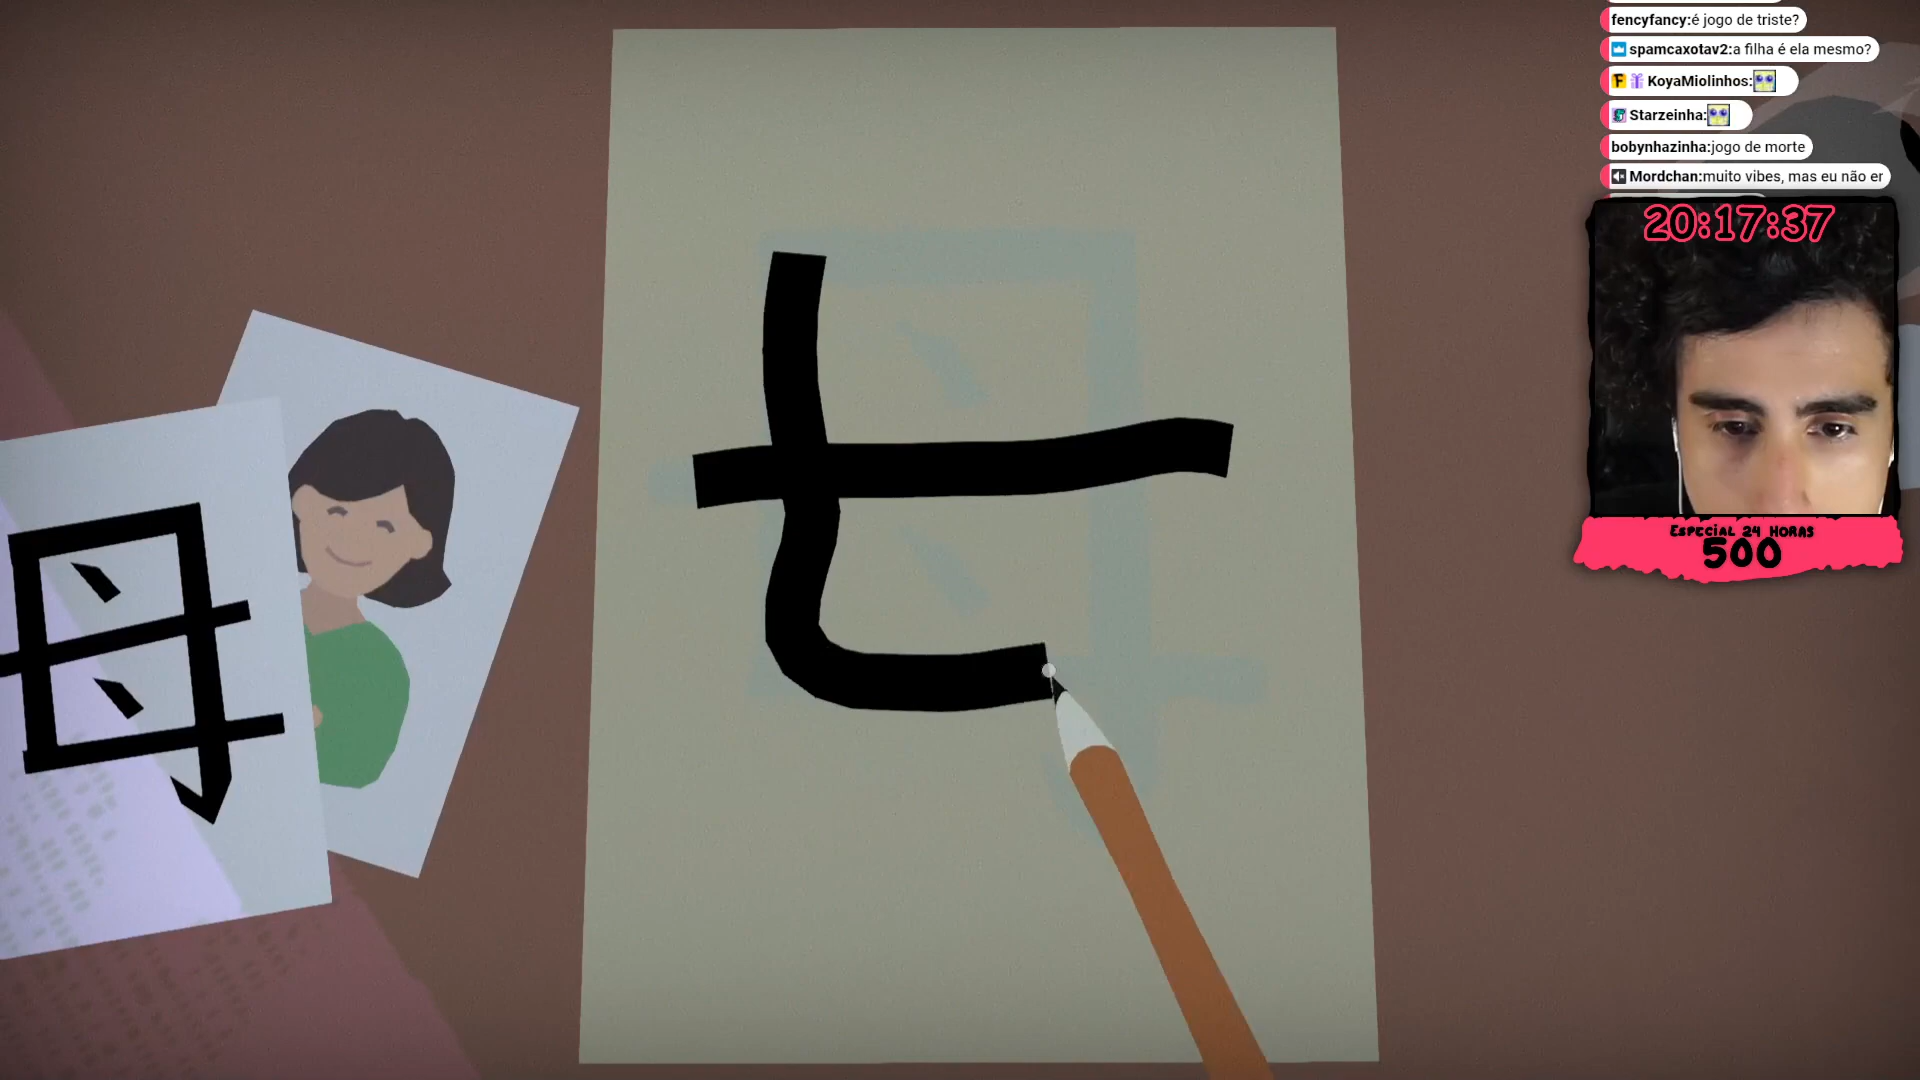 fencyfancy:é jogo de triste?
spamcaxotav2:a filha é ela mesmo?
KoyaMiolinhos:
Starzeinha:
bobynhazinha:jogo de morte
Mordchan:muito vibes, mas eu não er
20:17:37
ESPECIAL 24 HORAS
500
母